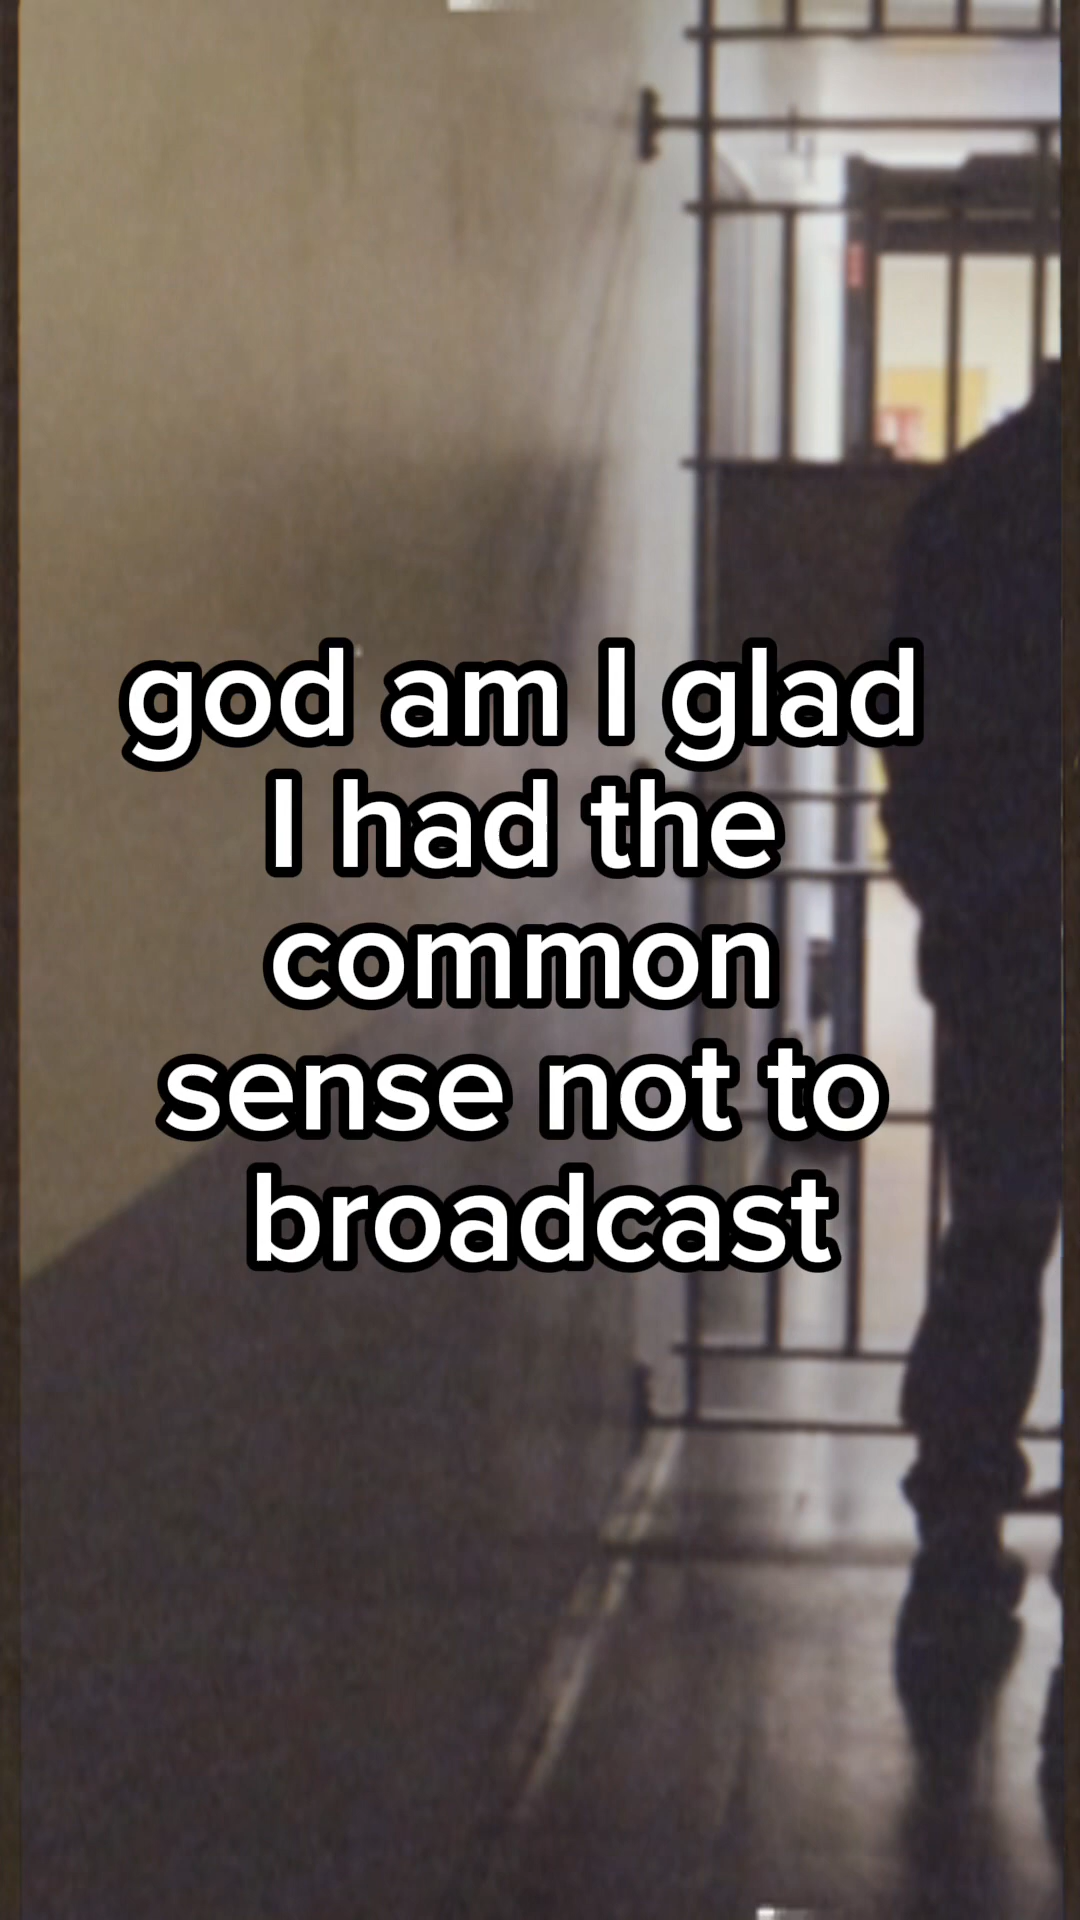 god am I glad
I had the
common
sense not to
broadcast